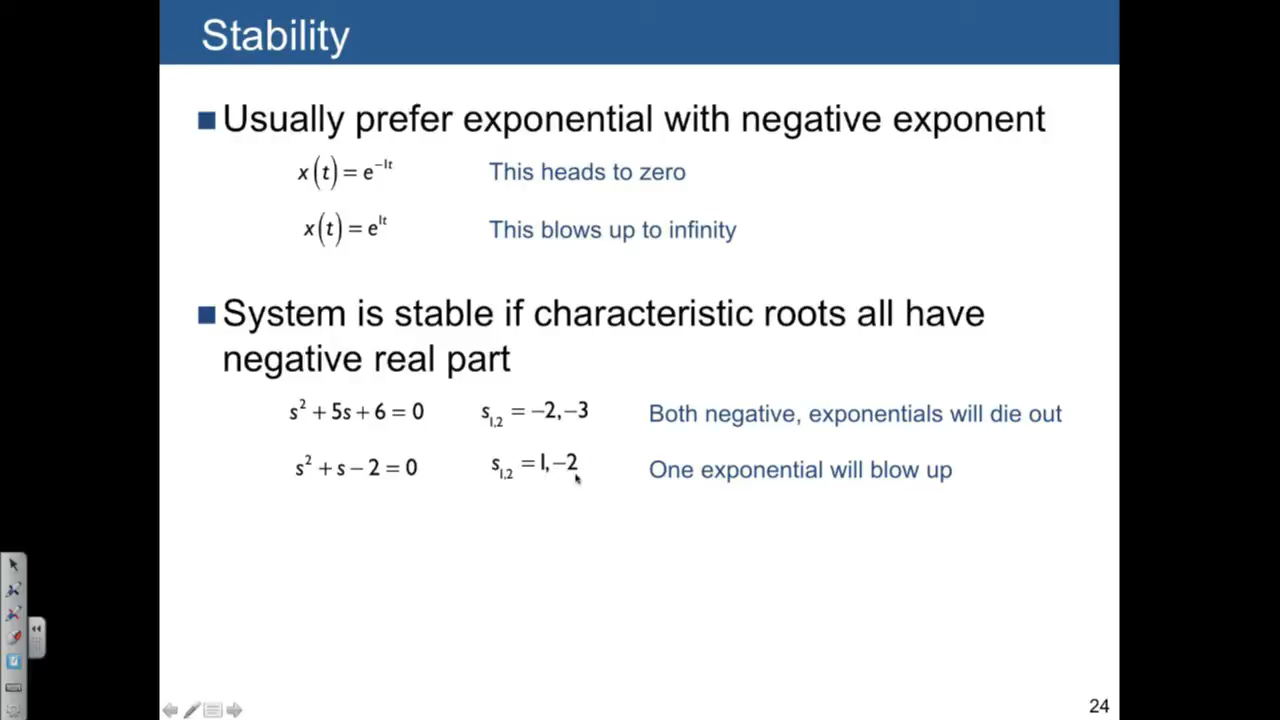 Stability
Usually prefer exponential with negative exponent
x(t) = e^{-1t} This heads to zero
x(t) = e^{1t} This blows up to infinity
System is stable if characteristic roots all have
negative real part
s² + 5s + 6 = 0 s₁,₂ = −2, −3 Both negative, exponentials will die out
s² + s − 2 = 0 s₁,₂ = 1, −2 One exponential will blow up
24